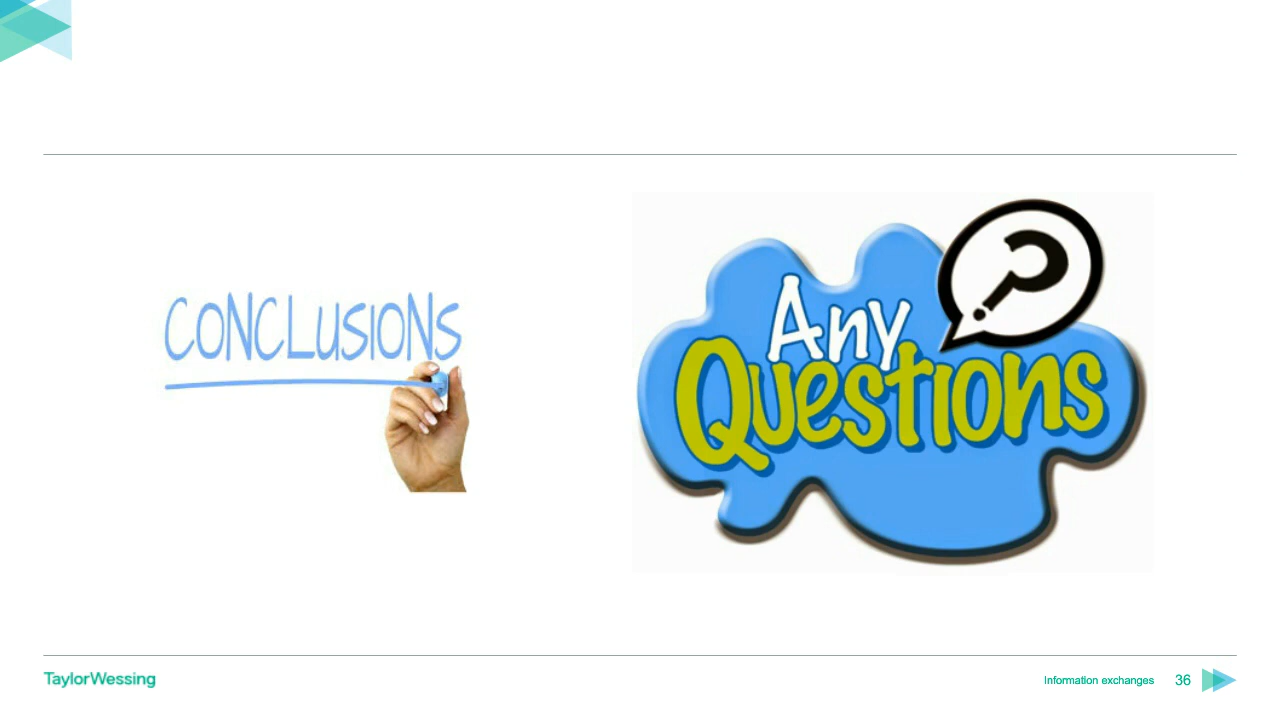 CONCLUSIONS
Any
Questions
?
TaylorWessing
Information exchanges 36